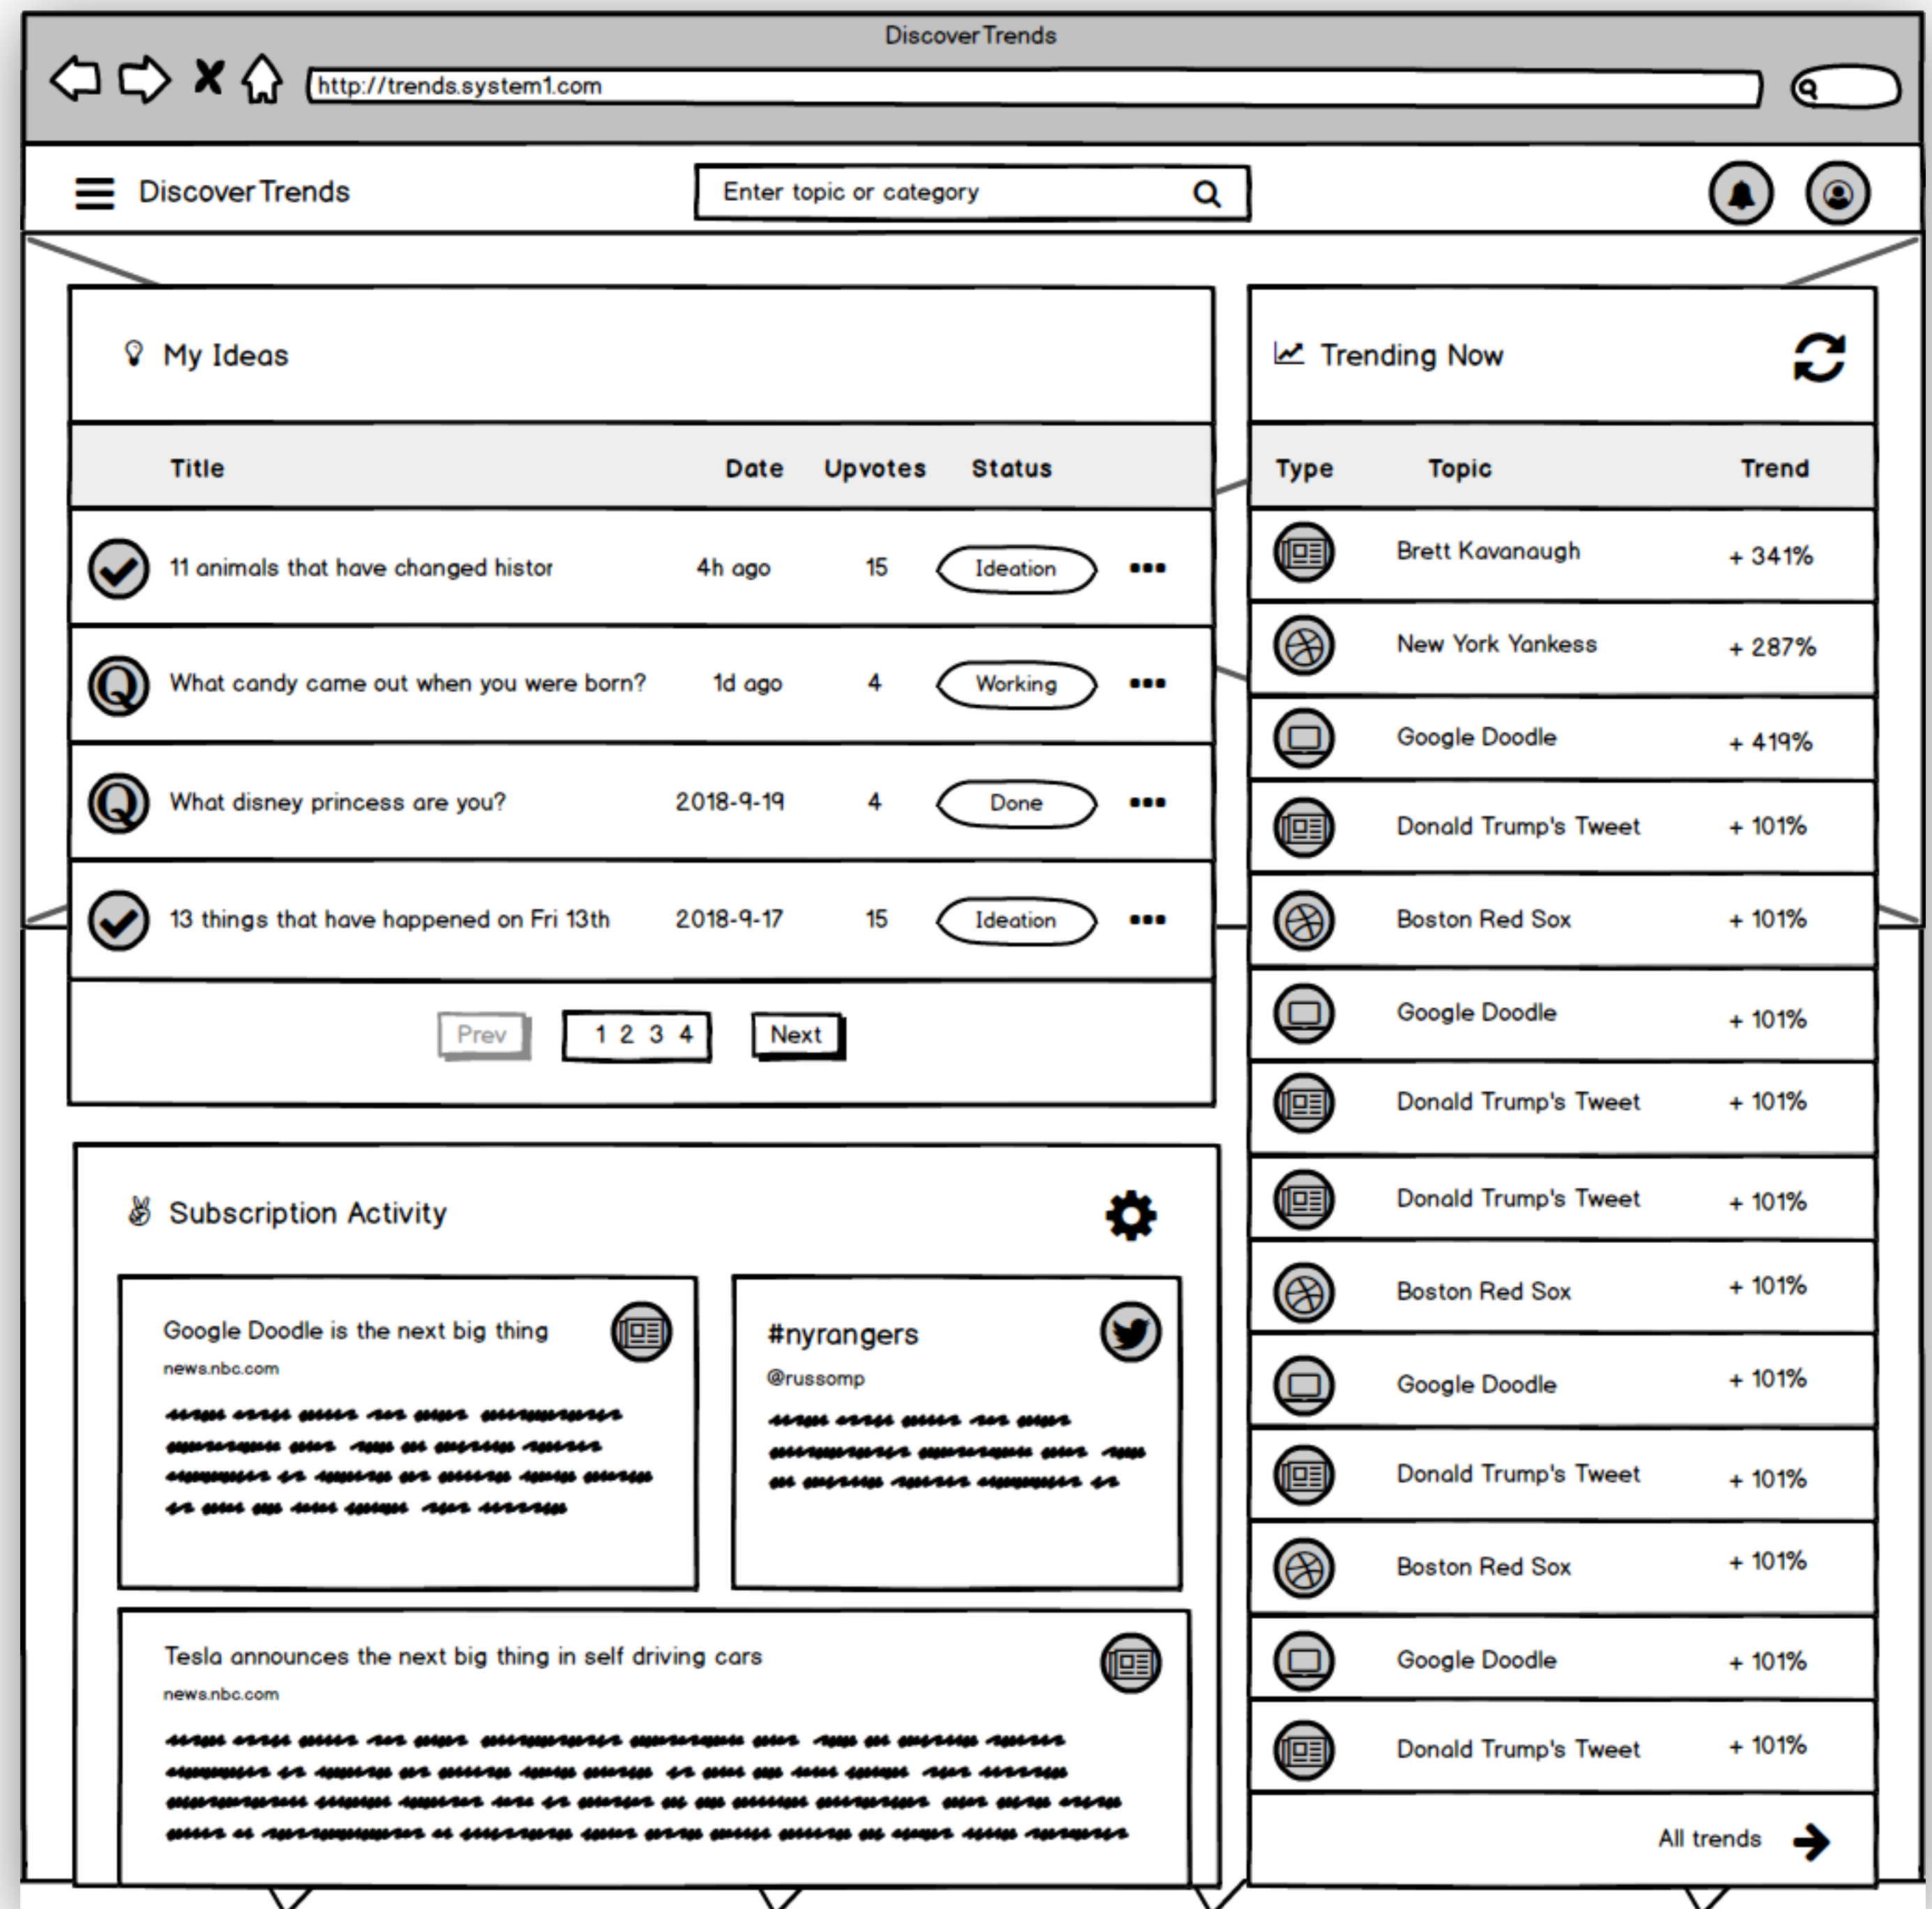 DiscoverTrends
http://trends.system1.com
DiscoverTrends
Enter topic or category
My Ideas
Title Date Upvotes Status
11 animals that have changed histor 4h ago 15 Ideation
Q What candy came out when you were born? 1d ago 4 Working
Q What disney princess are you? 2018-9-19 4 Done
13 things that have happened on Fri 13th 2018-9-17 15 Ideation
Prev 1 2 3 4 Next
Subscription Activity
Google Doodle is the next big thing
news.nbc.com
#nyrangers
@russomp
Tesla announces the next big thing in self driving cars
news.nbc.com
Trending Now
Type Topic Trend
Brett Kavanaugh + 341%
New York Yankess + 287%
Google Doodle + 419%
Donald Trump's Tweet + 101%
Boston Red Sox + 101%
Google Doodle + 101%
Donald Trump's Tweet + 101%
Donald Trump's Tweet + 101%
Boston Red Sox + 101%
Google Doodle + 101%
Donald Trump's Tweet + 101%
Boston Red Sox + 101%
Google Doodle + 101%
Donald Trump's Tweet + 101%
All trends